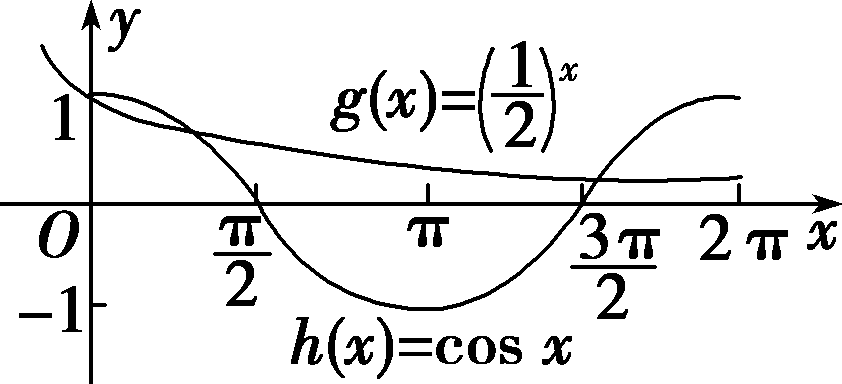 y
g(x)=(1/2)^x
1
O
π/2
π
3π/2
2π
x
-1
h(x)=cos x